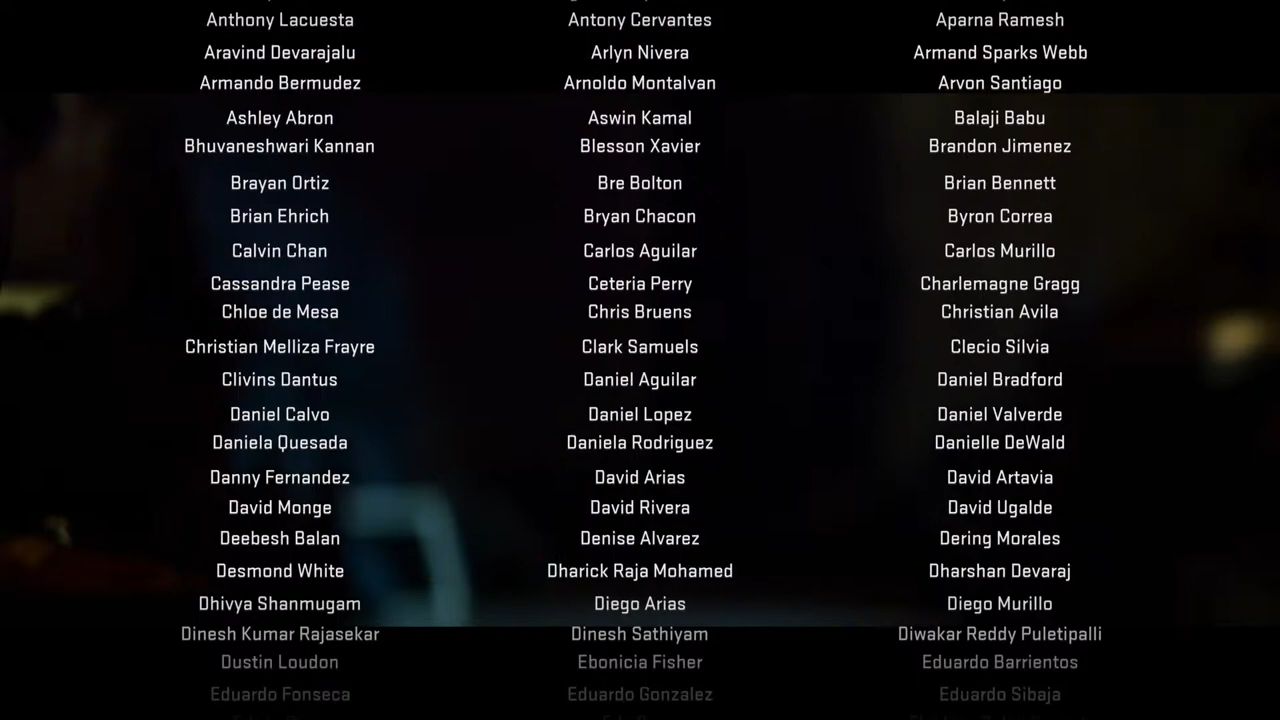 Anthony Lacuesta Antony Cervantes Aparna Ramesh
Aravind Devarajalu Arlyn Nivera Armand Sparks Webb
Armando Bermudez Arnoldo Montalvan Arvon Santiago
Ashley Abron Aswin Kamal Balaji Babu
Bhuvaneshwari Kannan Blesson Xavier Brandon Jimenez
Brayan Ortiz Bre Bolton Brian Bennett
Brian Ehrich Bryan Chacon Byron Correa
Calvin Chan Carlos Aguilar Carlos Murillo
Cassandra Pease Ceteria Perry Charlemagne Gragg
Chloe de Mesa Chris Bruens Christian Avila
Christian Melliza Frayre Clark Samuels Clecio Silvia
Clivins Dantus Daniel Aguilar Daniel Bradford
Daniel Calvo Daniel Lopez Daniel Valverde
Daniela Quesada Daniela Rodriguez Danielle DeWald
Danny Fernandez David Arias David Artavia
David Monge David Rivera David Ugalde
Deebesh Balan Denise Alvarez Dering Morales
Desmond White Dharick Raja Mohamed Dharshan Devaraj
Dhivya Shanmugam Diego Arias Diego Murillo
Dinesh Kumar Rajasekar Dinesh Sathiyam Diwakar Reddy Puletipalli
Dustin Loudon Ebonicia Fisher Eduardo Barrientos
Eduardo Fonseca Eduardo Gonzalez Eduardo Sibaja